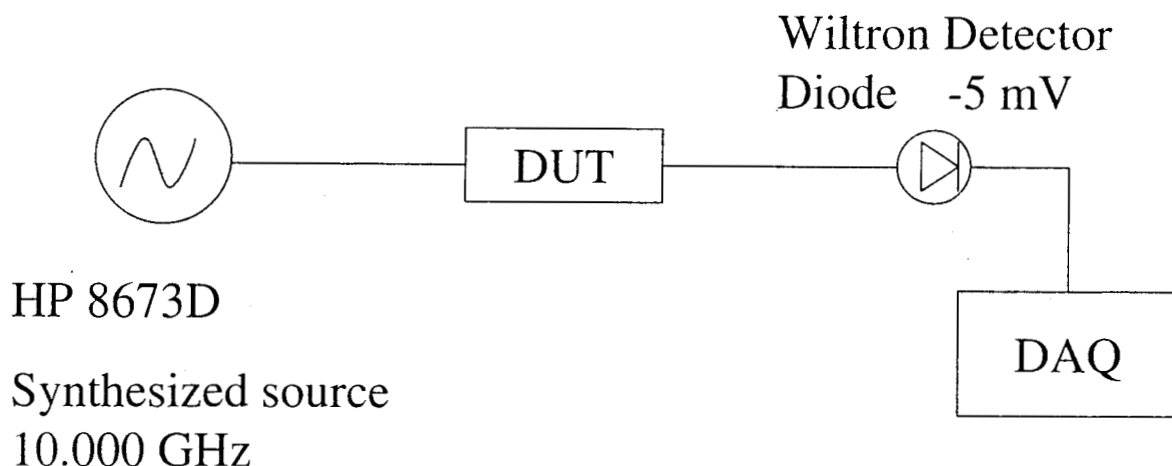 Wiltron Detector
Diode -5 mV
DUT
HP 8673D
DAQ
Synthesized source
10.000 GHz